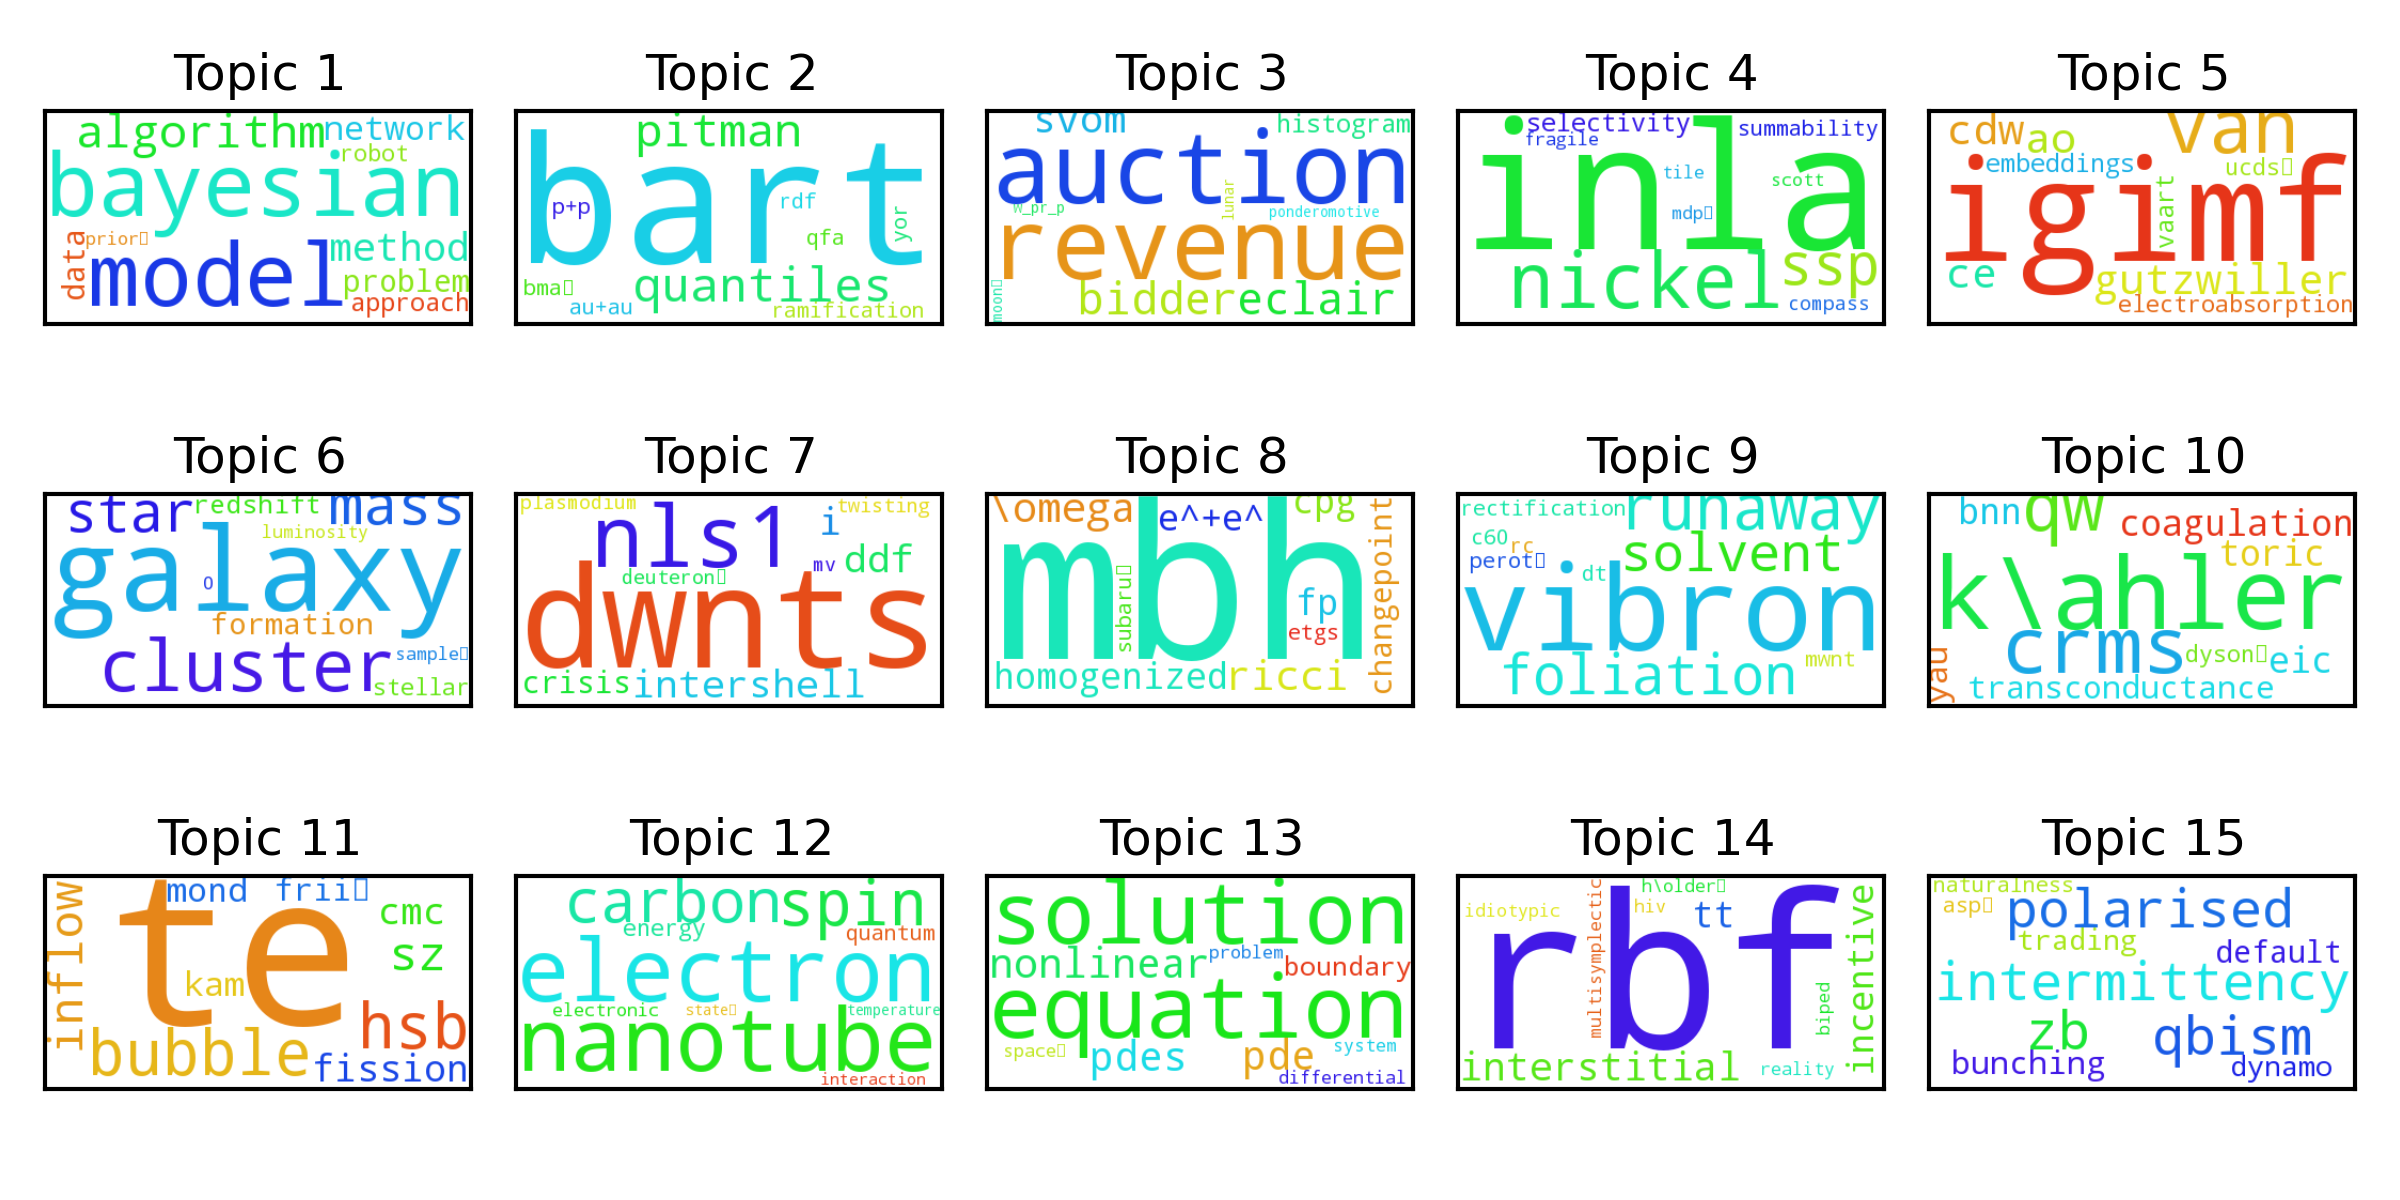 Topic 1
algorithm network
robot
bayesian
prior▯
data
method
model
problem
approach
Topic 2
pitman
bart
p+p
rdf
yor
qfa
bma▯
quantiles
au+au
ramification
Topic 3
svom
histogram
auction
lunar
w_pr_p
ponderomotive
revenue
moon▯
bidder eclair
Topic 4
selectivity
summability
fragile
inla
tile
scott
mdp▯
nickel
ssp
compass
Topic 5
cdw ao van
embeddings
ucds▯
igimf
vaart
ce
gutzwiller
electroabsorption
Topic 6
star redshift mass
luminosity
galaxy
o
formation
cluster
sample▯
stellar
Topic 7
plasmodium
nls1
i
twisting
mv
ddf
deuteron▯
dwnts
crisis intershell
Topic 8
\omega
e^+e^
cpg
mbh
changepoint
subaru▯
fp
etgs
homogenized ricci
Topic 9
rectification runaway
c60 rc
solvent
perot▯
dt
vibron
foliation
mwnt
Topic 10
bnn qw
coagulation
toric
k\ahler
crms
dyson▯
eic
yau
transconductance
Topic 11
mond frii▯
inflow
te
cmc
sz
kam
hsb
bubble
fission
Topic 12
carbon spin
energy
quantum
electron
electronic
state▯
temperature
nanotube
interaction
Topic 13
solution
nonlinear
problem
boundary
equation
space▯
pdes
pde
system
differential
Topic 14
h\older▯
idiotypic
multisymplectic
hiv
tt
incentive
rbf
biped
interstitial
reality
Topic 15
naturalness
asp▯
polarised
trading
default
intermittency
zb
qbism
bunching
dynamo